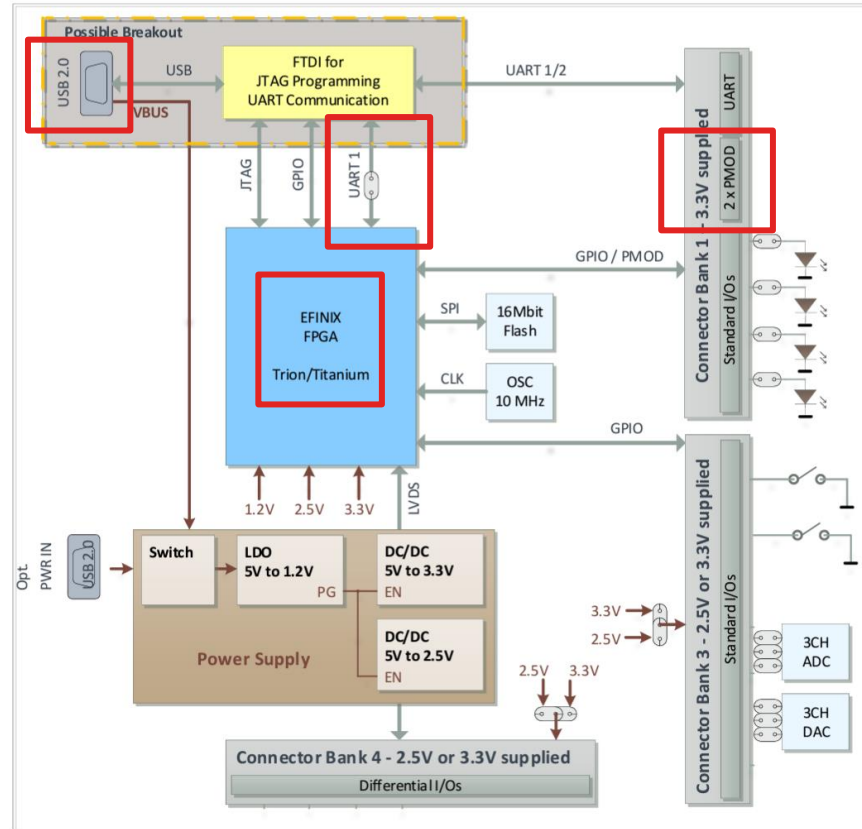 Possible Breakout
USB 2.0
USB
VBUS
FTDI for
JTAG Programming
UART Communication
UART 1/2
JTAG
GPIO
UART 1
EFINIX
FPGA
Trion/Titanium
GPIO / PMOD
SPI
16Mbit
Flash
CLK
OSC
10 MHz
GPIO
Connector Bank 1 - 3.3V supplied
UART
2 x PMOD
Standard I/Os
1.2V
2.5V
3.3V
LVDS
Opt.
PWR IN
USB 2.0
Switch
LDO
5V to 1.2V
PG
DC/DC
5V to 3.3V
EN
DC/DC
5V to 2.5V
EN
Power Supply
Connector Bank 3 - 2.5V or 3.3V supplied
Standard I/Os
3.3V
2.5V
3CH
ADC
3CH
DAC
2.5V
3.3V
Connector Bank 4 - 2.5V or 3.3V supplied
Differential I/Os